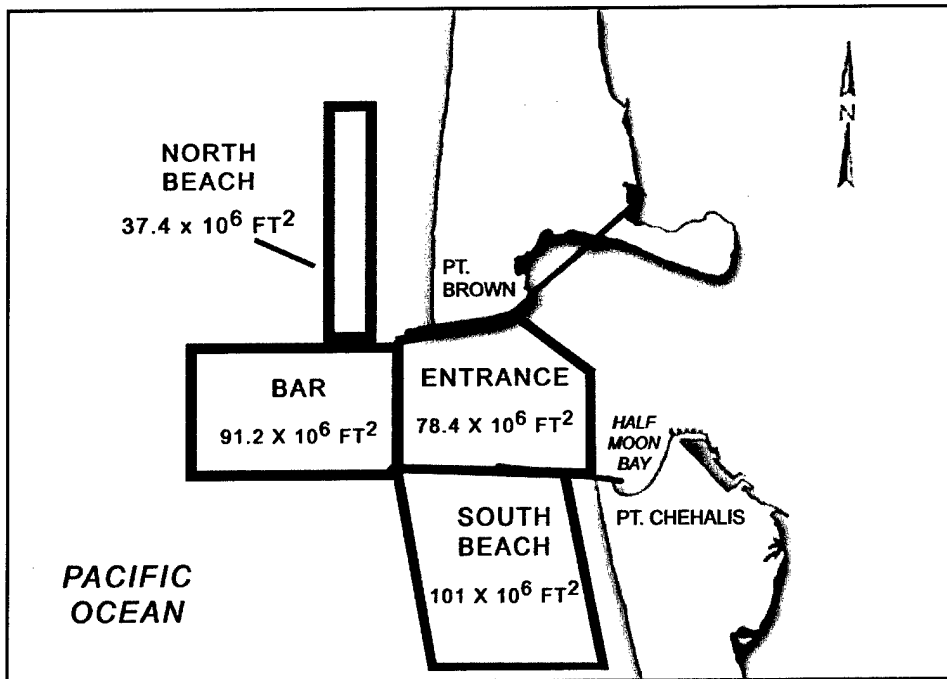 NORTH
BEACH
37.4 x 10⁶ FT²
N
PT.
BROWN
BAR
91.2 X 10⁶ FT²
ENTRANCE
78.4 X 10⁶ FT²
HALF
MOON
BAY
PT. CHEHALIS
SOUTH
BEACH
101 X 10⁶ FT²
PACIFIC
OCEAN